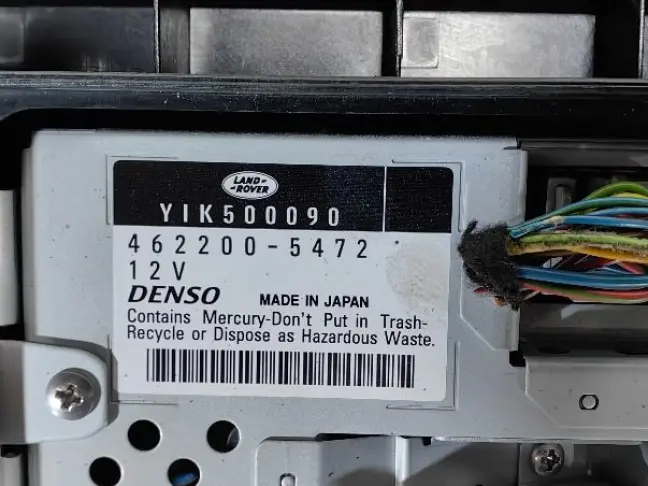 LAND-
ROVER
YIK500090
462200-5472
12V
DENSO MADE IN JAPAN
Contains Mercury-Don't Put in Trash-
Recycle or Dispose as Hazardous Waste.